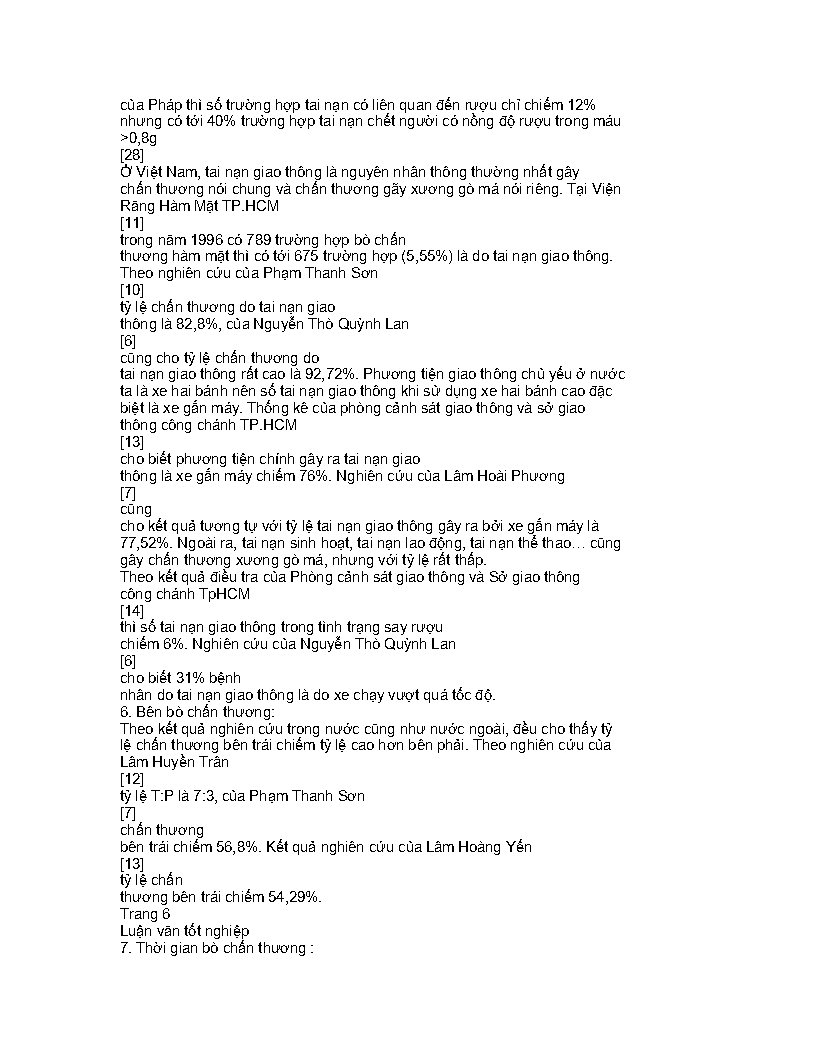 của Pháp thì số trường hợp tai nạn có liên quan đến rượu chỉ chiếm 12%
nhưng có tới 40% trường hợp tai nạn chết người có nồng độ rượu trong máu
>0,8g
[28]
Ở Việt Nam, tai nạn giao thông là nguyên nhân thông thường nhất gây
chấn thương nói chung và chấn thương gãy xương gò má nói riêng. Tại Viện
Răng Hàm Mặt TP.HCM
[11]
trong năm 1996 có 789 trường hợp bò chấn
thương hàm mặt thì có tới 675 trường hợp (5,55%) là do tai nạn giao thông.
Theo nghiên cứu của Phạm Thanh Sơn
[10]
tỷ lệ chấn thương do tai nạn giao
thông là 82,8%, của Nguyễn Thò Quỳnh Lan
[6]
cũng cho tỷ lệ chấn thương do
tai nạn giao thông rất cao là 92,72%. Phương tiện giao thông chủ yếu ở nước
ta là xe hai bánh nên số tai nạn giao thông khi sử dụng xe hai bánh cao đặc
biệt là xe gắn máy. Thống kê của phòng cảnh sát giao thông và sở giao
thông công chánh TP.HCM
[13]
cho biết phương tiện chính gây ra tai nạn giao
thông là xe gắn máy chiếm 76%. Nghiên cứu của Lâm Hoài Phương
[7]
cũng
cho kết quả tương tự với tỷ lệ tai nạn giao thông gây ra bởi xe gắn máy là
77,52%. Ngoài ra, tai nạn sinh hoạt, tai nạn lao động, tai nạn thể thao… cũng
gây chấn thương xương gò má, nhưng với tỷ lệ rất thấp.
Theo kết quả điều tra của Phòng cảnh sát giao thông và Sở giao thông
công chánh TpHCM
[14]
thì số tai nạn giao thông trong tình trạng say rượu
chiếm 6%. Nghiên cứu của Nguyễn Thò Quỳnh Lan
[6]
cho biết 31% bệnh
nhân do tai nạn giao thông là do xe chạy vượt quá tốc độ.
6. Bên bò chấn thương:
Theo kết quả nghiên cứu trong nước cũng như nước ngoài, đều cho thấy tỷ
lệ chấn thương bên trái chiếm tỷ lệ cao hơn bên phải. Theo nghiên cứu của
Lâm Huyền Trân
[12]
tỷ lệ T:P là 7:3, của Phạm Thanh Sơn
[7]
chấn thương
bên trái chiếm 56,8%. Kết quả nghiên cứu của Lâm Hoàng Yến
[13]
tỷ lệ chấn
thương bên trái chiếm 54,29%.
Trang 6
Luận văn tốt nghiệp
7. Thời gian bò chấn thương :